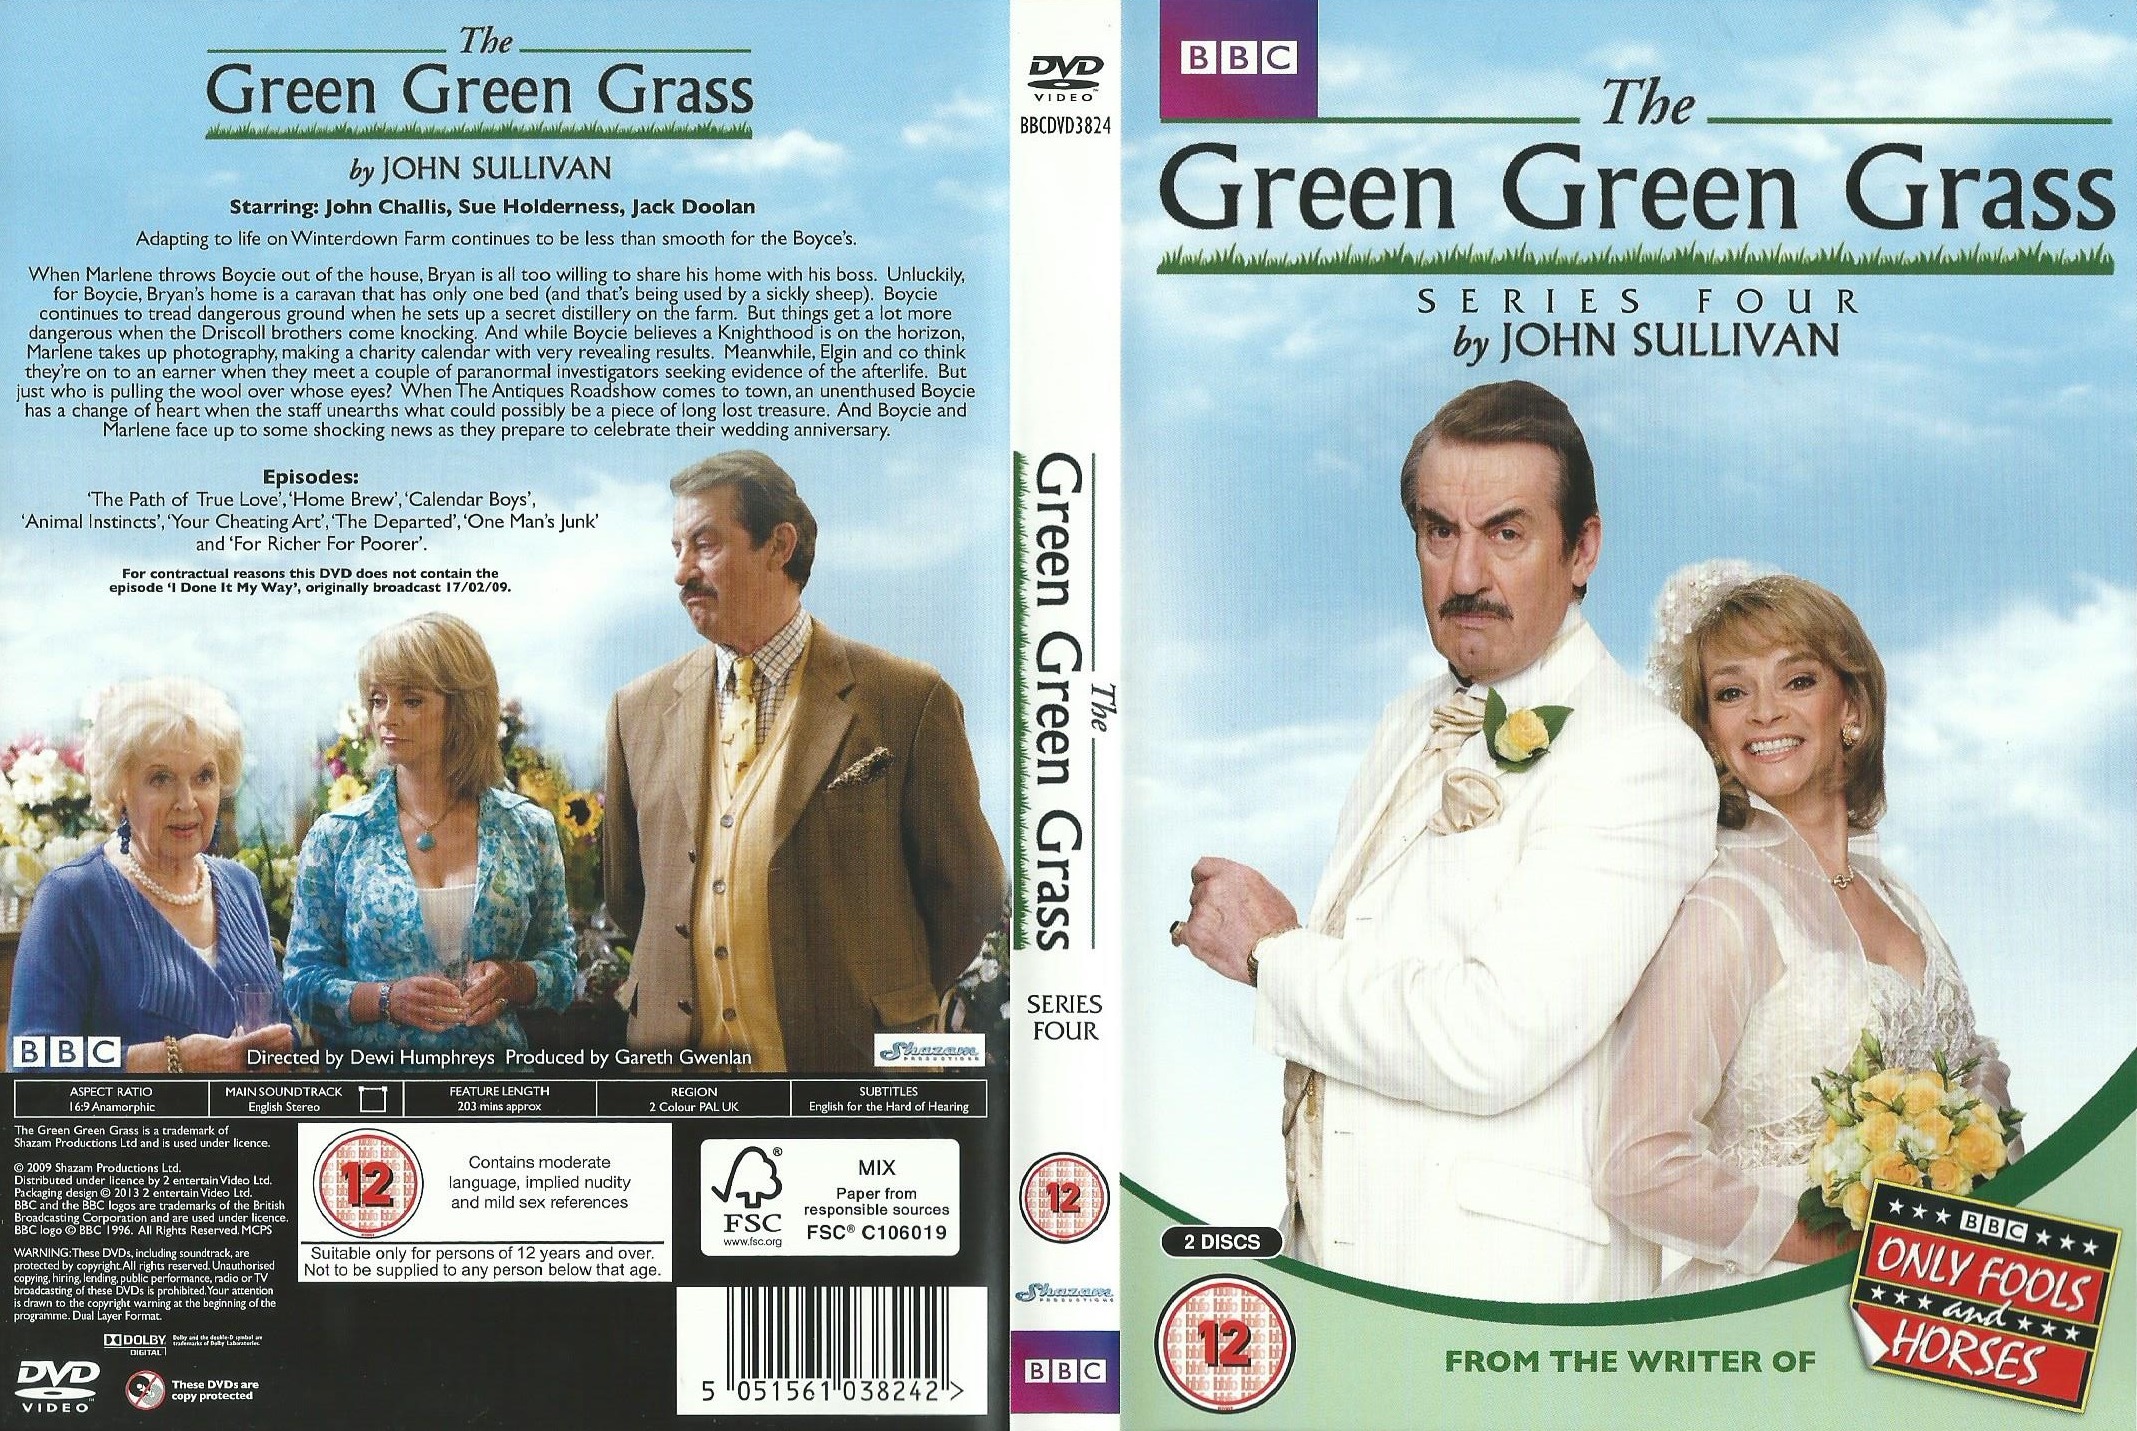 The
Green Green Grass
by JOHN SULLIVAN
Starring: John Challis, Sue Holderness, Jack Doolan
Adapting to life on Winterdown Farm continues to be less than smooth for the Boyce's.
When Marlene throws Boycie out of the house, Bryan is all too willing to share his home with his boss. Unluckily,
for Boycie, Bryan's home is a caravan that has only one bed (and that's being used by a sickly sheep). Boycie
continues to tread dangerous ground when he sets up a secret distillery on the farm. But things get a lot more
dangerous when the Driscoll brothers come knocking. And while Boycie believes a Knighthood is on the horizon,
Marlene takes up photography, making a charity calendar with very revealing results. Meanwhile, Elgin and co think
they're on to an earner when they meet a couple of paranormal investigators seeking evidence of the afterlife. But
just who is pulling the wool over whose eyes? When The Antiques Roadshow comes to town, an unenthused Boycie
has a change of heart when the staff unearths what could possibly be a piece of long lost treasure. And Boycie and
Marlene face up to some shocking news as they prepare to celebrate their wedding anniversary.
Episodes:
'The Path of True Love', 'Home Brew', 'Calendar Boys',
'Animal Instincts', 'Your Cheating Art', 'The Departed', 'One Man's Junk'
and 'For Richer For Poorer'.
For contractual reasons this DVD does not contain the
episode 'I Done It My Way', originally broadcast 17/02/09.
BBC
Directed by Dewi Humphreys Produced by Gareth Gwenlan
Shazam
PRODUCTIONS
ASPECT RATIO
16:9 Anamorphic
MAIN SOUNDTRACK
English Stereo
FEATURE LENGTH
203 mins approx
REGION
2 Colour PAL UK
SUBTITLES
English for the Hard of Hearing
The Green Green Grass is a trademark of
Shazam Productions Ltd and is used under licence.
© 2009 Shazam Productions Ltd.
Distributed under licence by 2 entertain Video Ltd.
Packaging design © 2013 2 entertain Video Ltd.
BBC and the BBC logos are trademarks of the British
Broadcasting Corporation and are used under licence.
BBC logo © BBC 1996. All Rights Reserved. MCPS
WARNING: These DVDs, including soundtrack, are
protected by copyright. All rights reserved. Unauthorised
copying, hiring, lending, public performance, radio or TV
broadcasting of these DVDs is prohibited. Your attention
is drawn to the copyright warning at the beginning of the
programme. Dual Layer Format.
DOLBY
DIGITAL
Dolby and the double-D symbol are
trademarks of Dolby Laboratories.
DVD
VIDEO
These DVDs are
copy protected
12
Contains moderate
language, implied nudity
and mild sex references
Suitable only for persons of 12 years and over.
Not to be supplied to any person below that age.
FSC
www.fsc.org
MIX
Paper from
responsible sources
FSC® C106019
5 051561 038242 >
DVD
VIDEO
BBCDVD3824
The
Green Green Grass
SERIES
FOUR
12
Shazam
PRODUCTIONS
BBC
BBC
The
Green Green Grass
SERIES FOUR
by JOHN SULLIVAN
2 DISCS
12
FROM THE WRITER OF
BBC
ONLY FOOLS
and
HORSES